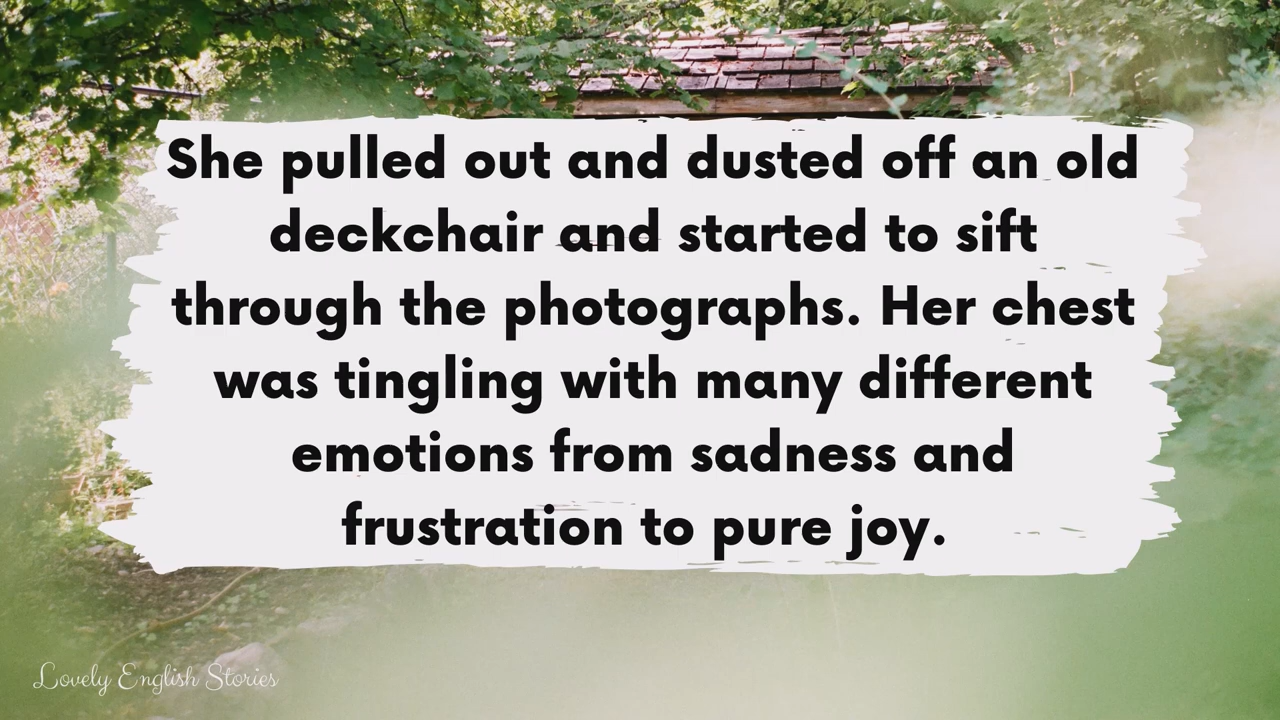 She pulled out and dusted off an old
deckchair and started to sift
through the photographs. Her chest
was tingling with many different
emotions from sadness and
frustration to pure joy.
Lovely English Stories